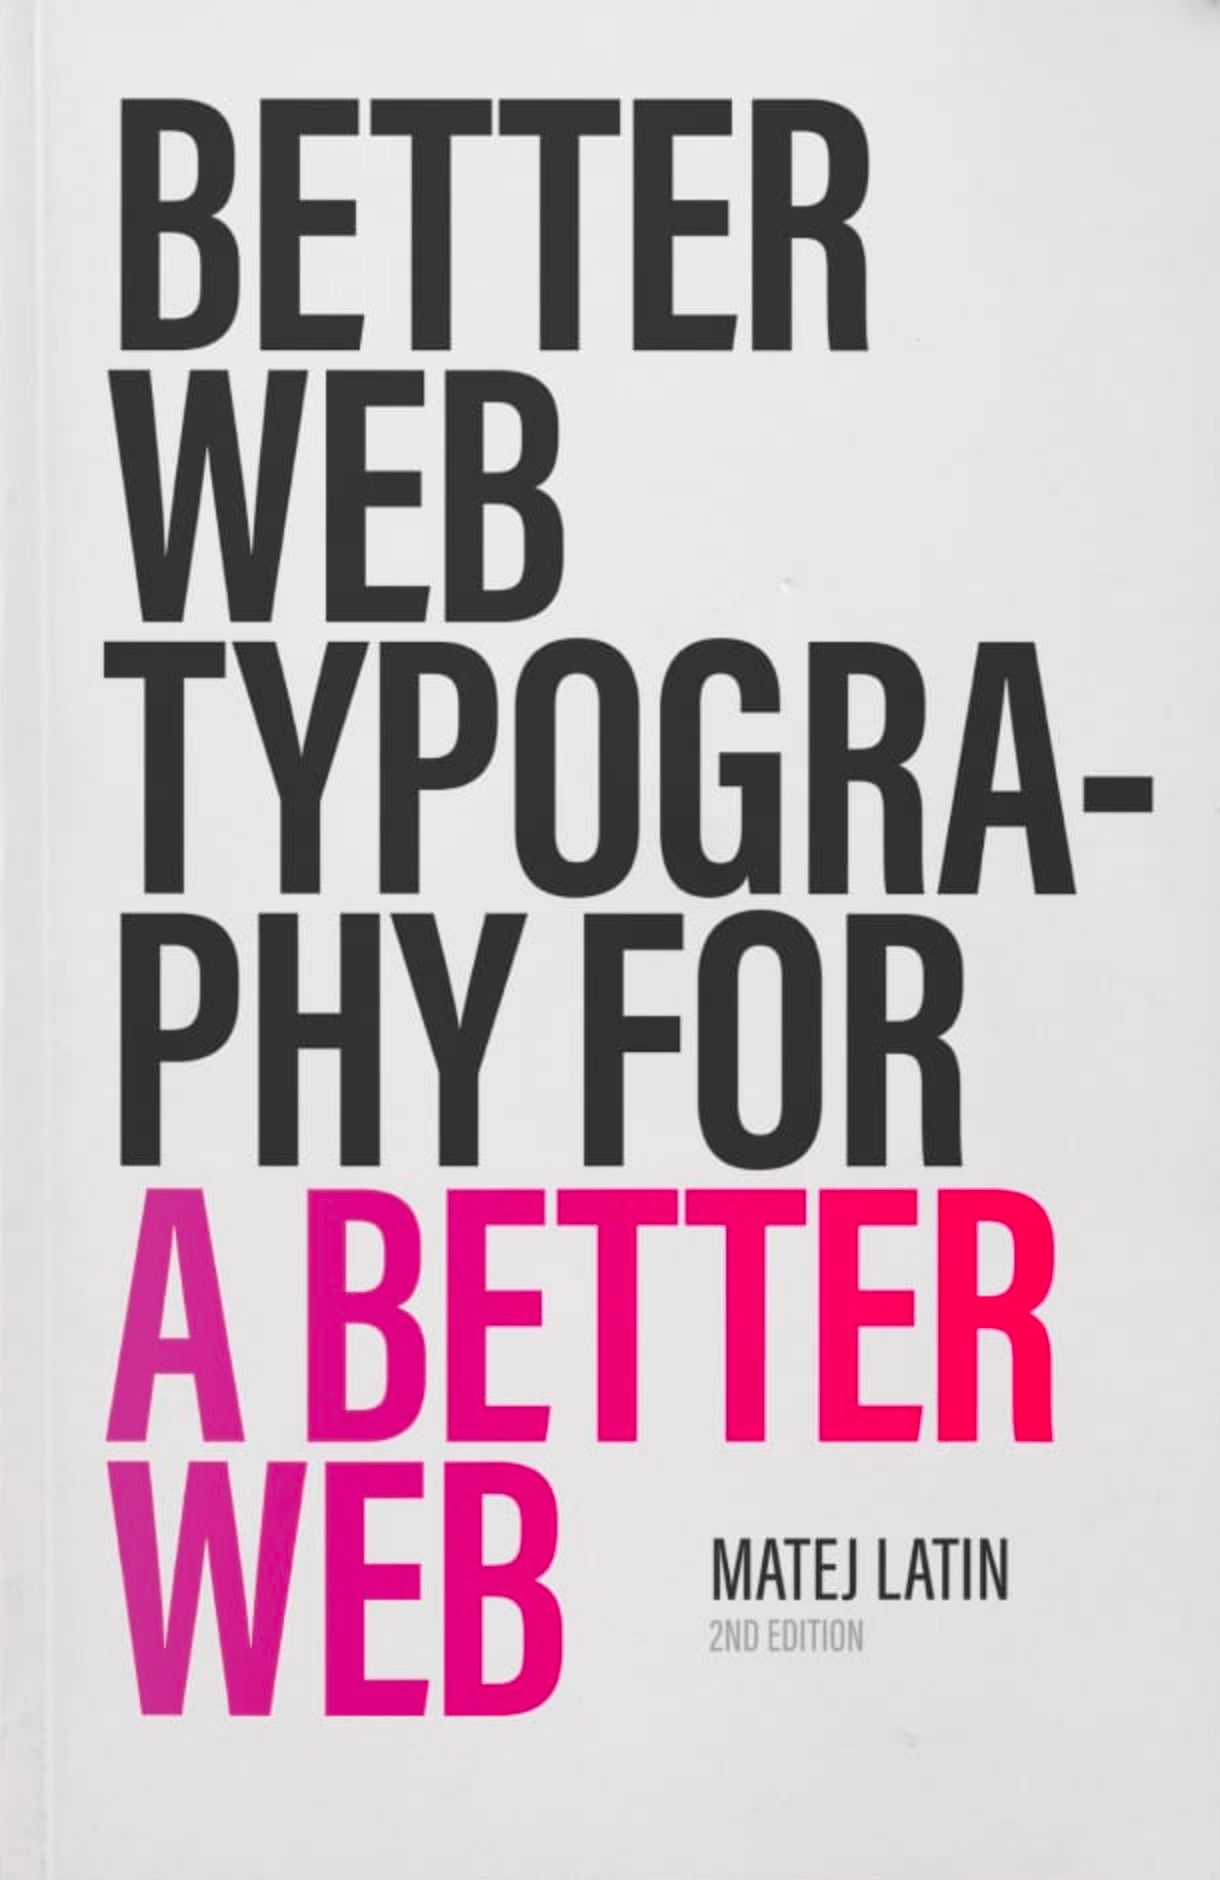 BETTER
WEB
TYPOGRA-
PHY FOR
A BETTER
WEB
MATEJ LATIN
2ND EDITION